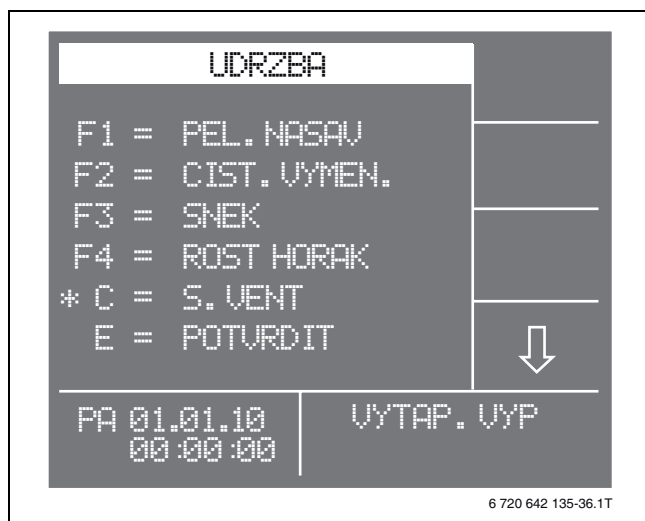 UDRZBA
F1 = PEL. NASAV
F2 = CIST. VYMEN.
F3 = SNEK
F4 = ROST HORAK
* C = S. VENT
E = POTVRDIT
PA 01.01.10
00:00:00
VYTAP. VYP
6 720 642 135-36.1T